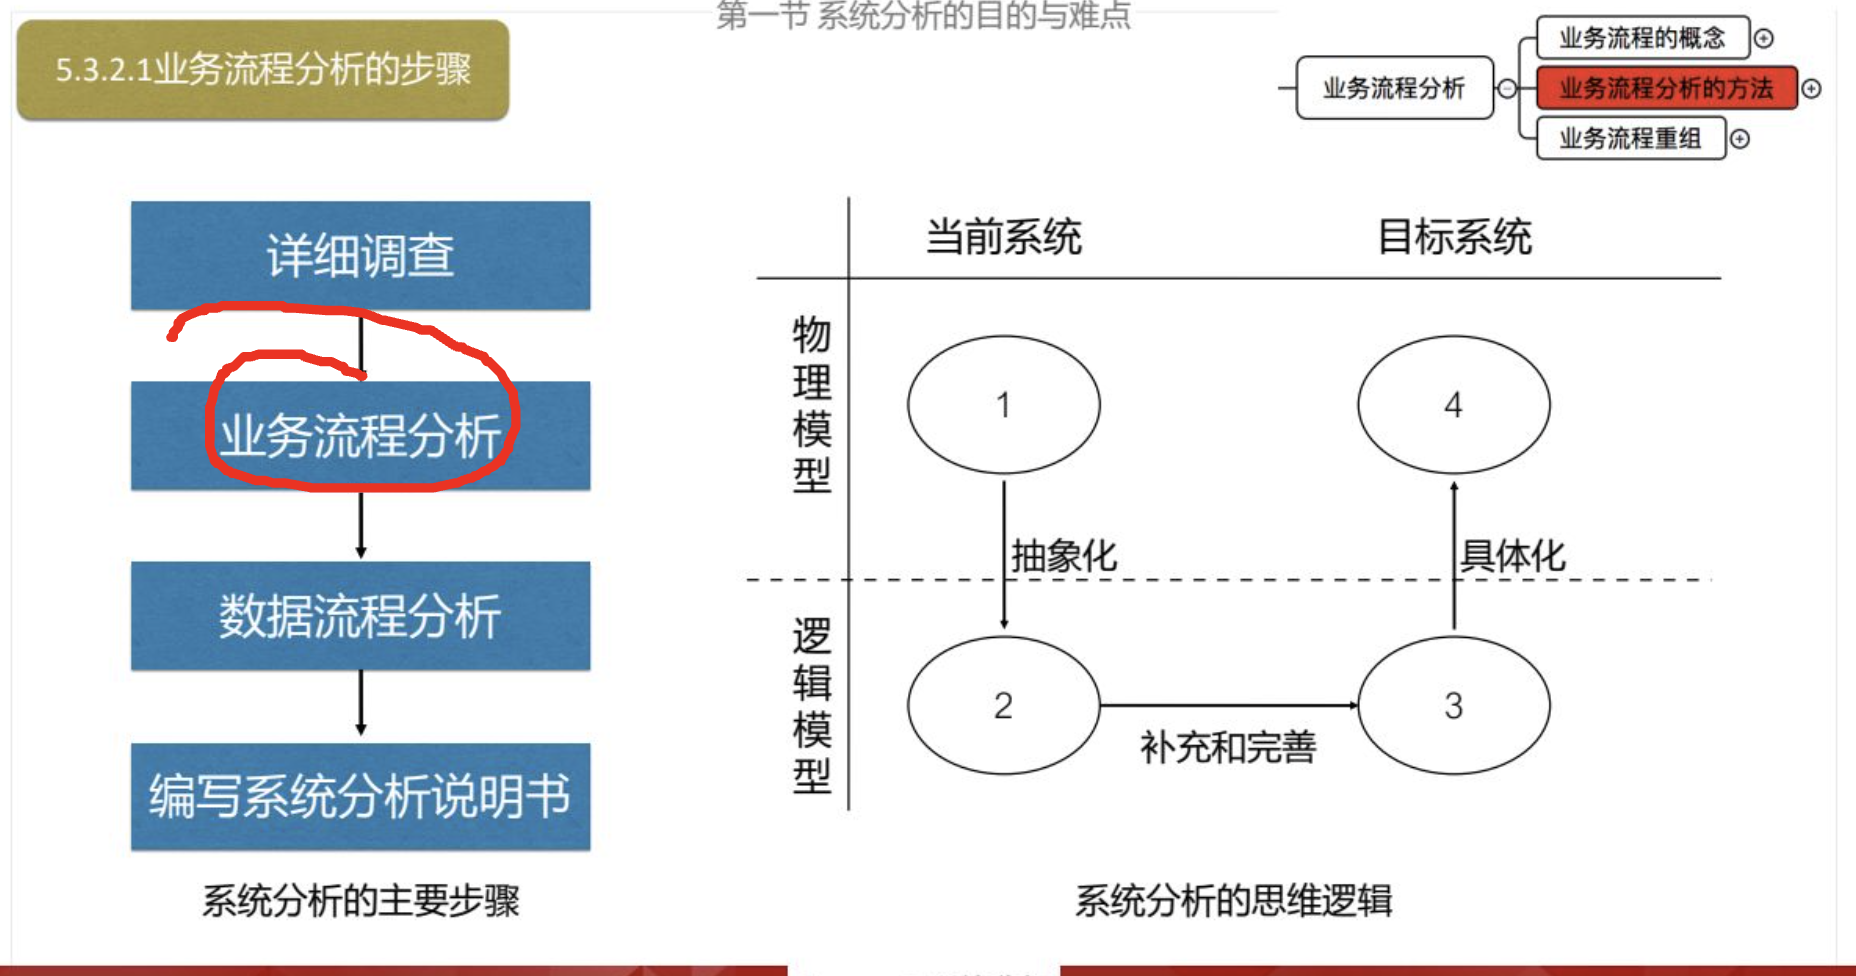 第一节 系统分析的目的与难点
5.3.2.1业务流程分析的步骤
业务流程分析
业务流程的概念
业务流程分析的方法
业务流程重组
详细调查
业务流程分析
数据流程分析
编写系统分析说明书
系统分析的主要步骤
当前系统
目标系统
物理模型
1
4
抽象化
具体化
逻辑模型
2
3
补充和完善
系统分析的思维逻辑